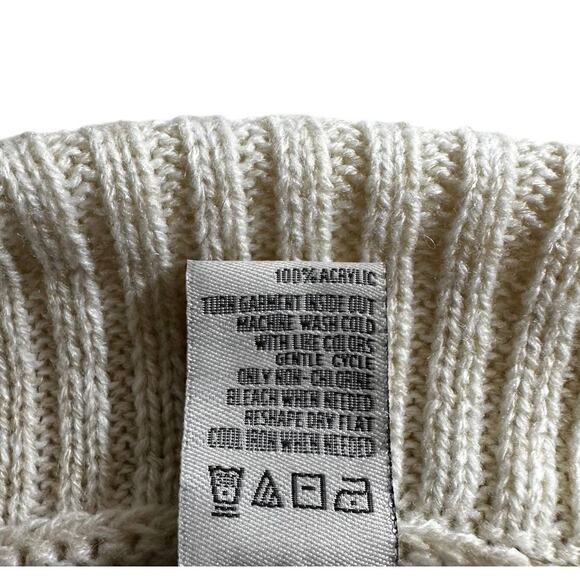 100% ACRYLIC
TURN GARMENT INSIDE OUT
MACHINE WASH COLD
WITH LIKE COLORS
GENTLE CYCLE
ONLY NON-CHLORINE
BLEACH WHEN NEEDED
RESHAPE DRY FLAT
COOL IRON WHEN NEEDED